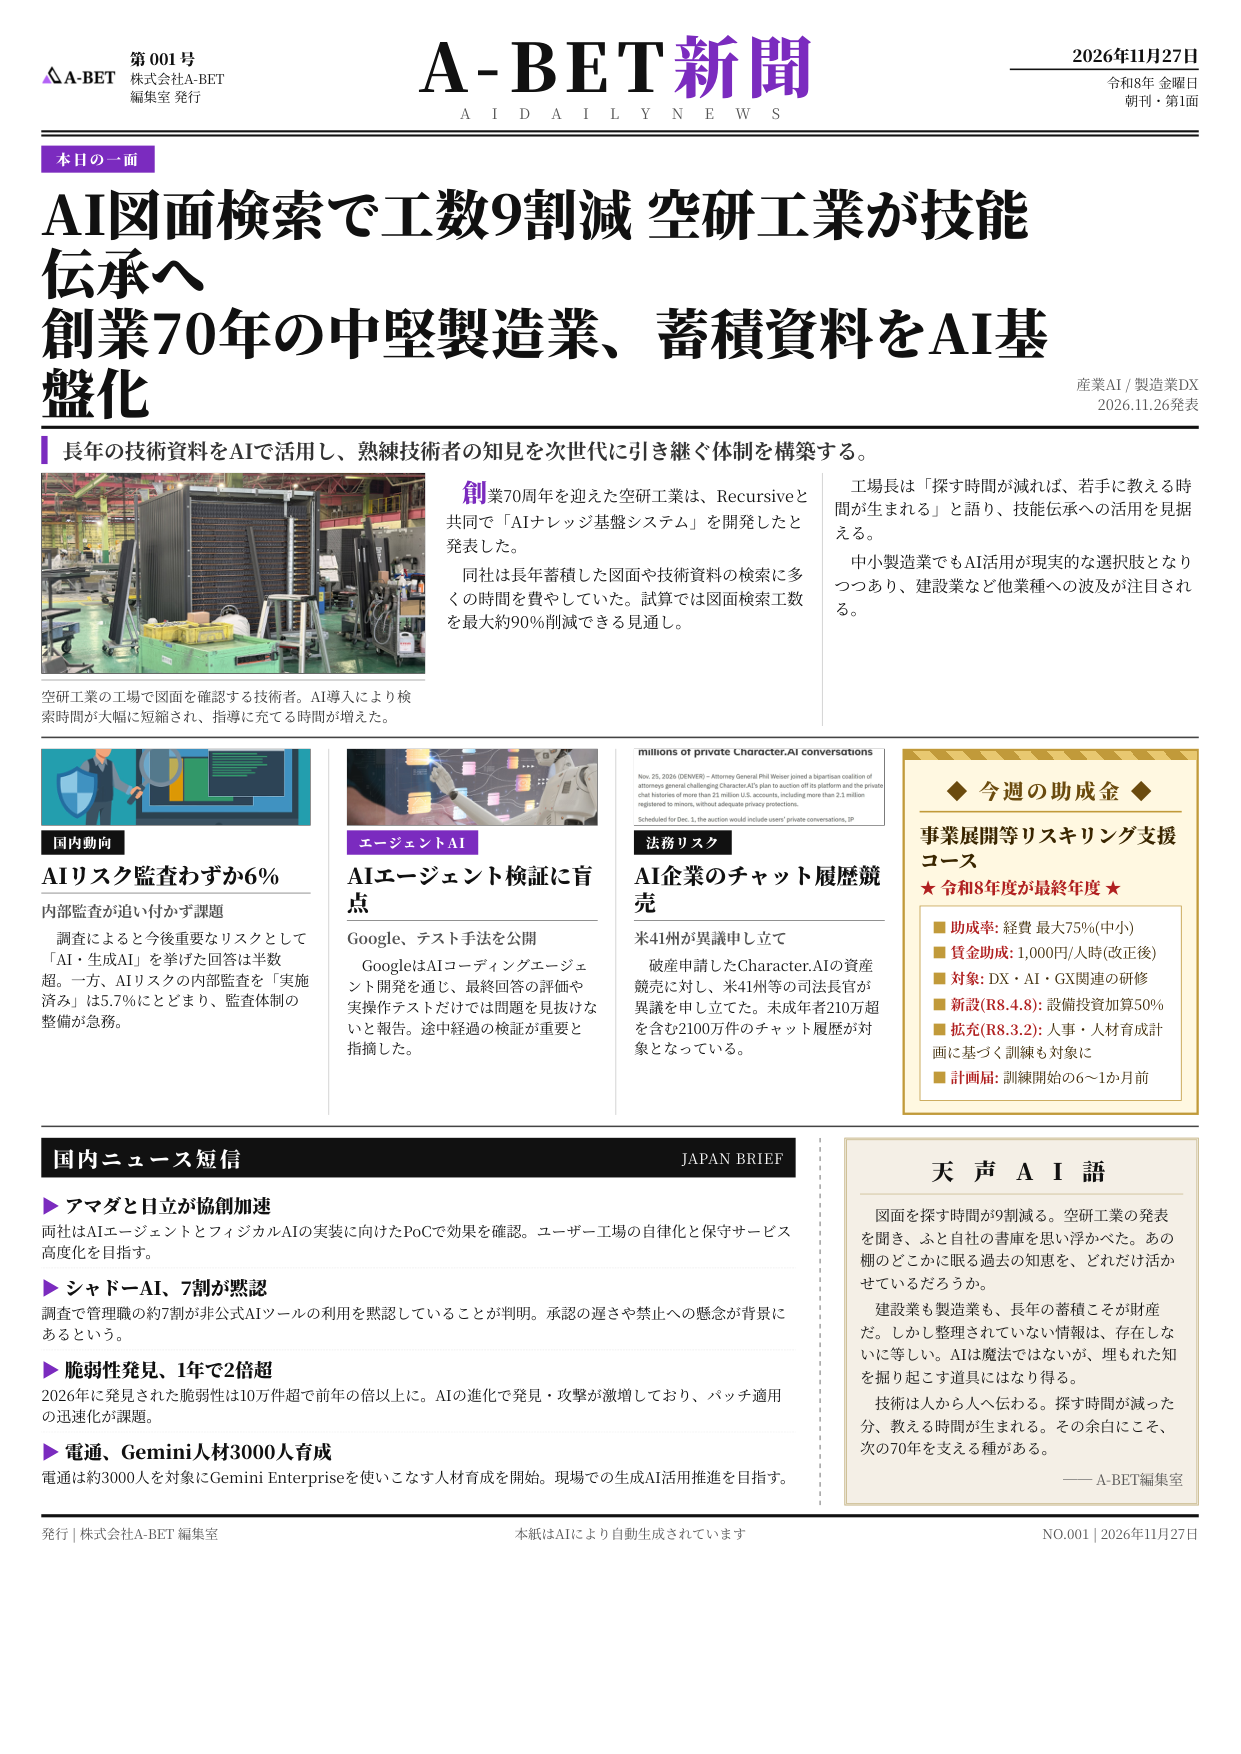 A-BET
第 001 号
株式会社A-BET
編集室 発行
A-BET新聞
A I D A I L Y N E W S
2026年11月27日
令和8年 金曜日
朝刊・第1面
本日の一面
AI図面検索で工数9割減 空研工業が技能
伝承へ
創業70年の中堅製造業、蓄積資料をAI基
盤化
産業AI / 製造業DX
2026.11.26発表
長年の技術資料をAIで活用し、熟練技術者の知見を次世代に引き継ぐ体制を構築する。
空研工業の工場で図面を確認する技術者。AI導入により検
索時間が大幅に短縮され、指導に充てる時間が増えた。
創業70周年を迎えた空研工業は、Recursiveと
共同で「AIナレッジ基盤システム」を開発したと
発表した。
同社は長年蓄積した図面や技術資料の検索に多
くの時間を費やしていた。試算では図面検索工数
を最大約90%削減できる見通し。
工場長は「探す時間が減れば、若手に教える時
間が生まれる」と語り、技能伝承への活用を見据
える。
中小製造業でもAI活用が現実的な選択肢となり
つつあり、建設業など他業種への波及が注目され
る。
国内動向
AIリスク監査わずか6%
内部監査が追い付かず課題
調査によると今後重要なリスクとして
「AI・生成AI」を挙げた回答は半数
超。一方、AIリスクの内部監査を「実施
済み」は5.7%にとどまり、監査体制の
整備が急務。
エージェントAI
AIエージェント検証に盲
点
Google、テスト手法を公開
GoogleはAIコーディングエージェ
ント開発を通じ、最終回答の評価や
実操作テストだけでは問題を見抜けな
いと報告。途中経過の検証が重要と
指摘した。
millions of private Character.AI conversations
Nov. 25, 2026 (DENVER) – Attorney General Phil Weiser joined a bipartisan coalition of
attorneys general challenging Character.AI's plan to auction off its platform and the private
chat histories of more than 21 million U.S. accounts, including more than 2.1 million
registered to minors, without adequate privacy protections.
Scheduled for Dec. 1, the auction would include users' private conversations, IP
法務リスク
AI企業のチャット履歴競
売
米41州が異議申し立て
破産申請したCharacter.AIの資産
競売に対し、米41州等の司法長官が
異議を申し立てた。未成年者210万超
を含む2100万件のチャット履歴が対
象となっている。
◆ 今週の助成金 ◆
事業展開等リスキリング支援
コース
★ 令和8年度が最終年度 ★
■ 助成率: 経費 最大75%(中小)
■ 賃金助成: 1,000円/人時(改正後)
■ 対象: DX・AI・GX関連の研修
■ 新設(R8.4.8): 設備投資加算50%
■ 拡充(R8.3.2): 人事・人材育成計
画に基づく訓練も対象に
■ 計画届: 訓練開始の6〜1か月前
国内ニュース短信
JAPAN BRIEF
▶ アマダと日立が協創加速
両社はAIエージェントとフィジカルAIの実装に向けたPoCで効果を確認。ユーザー工場の自律化と保守サービス
高度化を目指す。
▶ シャドーAI、7割が黙認
調査で管理職の約7割が非公式AIツールの利用を黙認していることが判明。承認の遅さや禁止への懸念が背景に
あるという。
▶ 脆弱性発見、1年で2倍超
2026年に発見された脆弱性は10万件超で前年の倍以上に。AIの進化で発見・攻撃が激増しており、パッチ適用
の迅速化が課題。
▶ 電通、Gemini人材3000人育成
電通は約3000人を対象にGemini Enterpriseを使いこなす人材育成を開始。現場での生成AI活用推進を目指す。
天声AI語
図面を探す時間が9割減る。空研工業の発表
を聞き、ふと自社の書庫を思い浮かべた。あの
棚のどこかに眠る過去の知恵を、どれだけ活か
せているだろうか。
建設業も製造業も、長年の蓄積こそが財産
だ。しかし整理されていない情報は、存在しな
いに等しい。AIは魔法ではないが、埋もれた知
を掘り起こす道具にはなり得る。
技術は人から人へ伝わる。探す時間が減った
分、教える時間が生まれる。その余白にこそ、
次の70年を支える種がある。
—— A-BET編集室
発行 | 株式会社A-BET 編集室
本紙はAIにより自動生成されています
NO.001 | 2026年11月27日